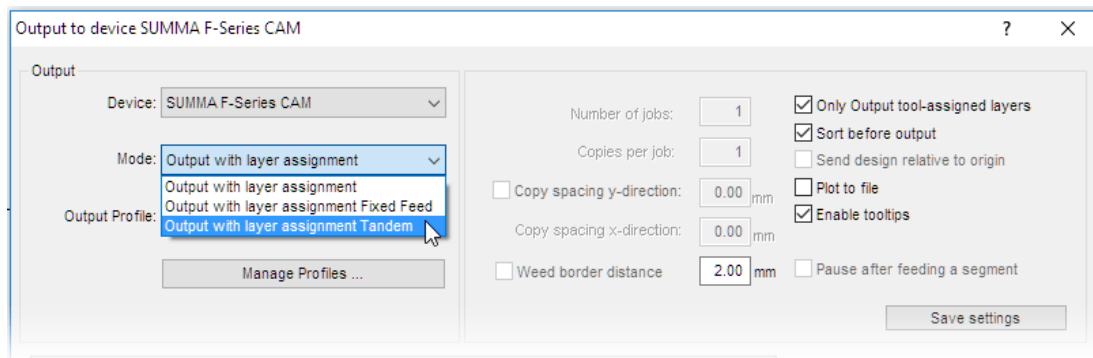 Output to device SUMMA F-Series CAM
?
Output
Device: SUMMA F-Series CAM
Mode: Output with layer assignment
Output with layer assignment
Output with layer assignment Fixed Feed
Output Profile: Output with layer assignment Tandem
Manage Profiles ...
Number of jobs: 1
Copies per job: 1
Copy spacing y-direction: 0.00 mm
Copy spacing x-direction: 0.00 mm
Weed border distance 2.00 mm
Only Output tool-assigned layers
Sort before output
Send design relative to origin
Plot to file
Enable tooltips
Pause after feeding a segment
Save settings